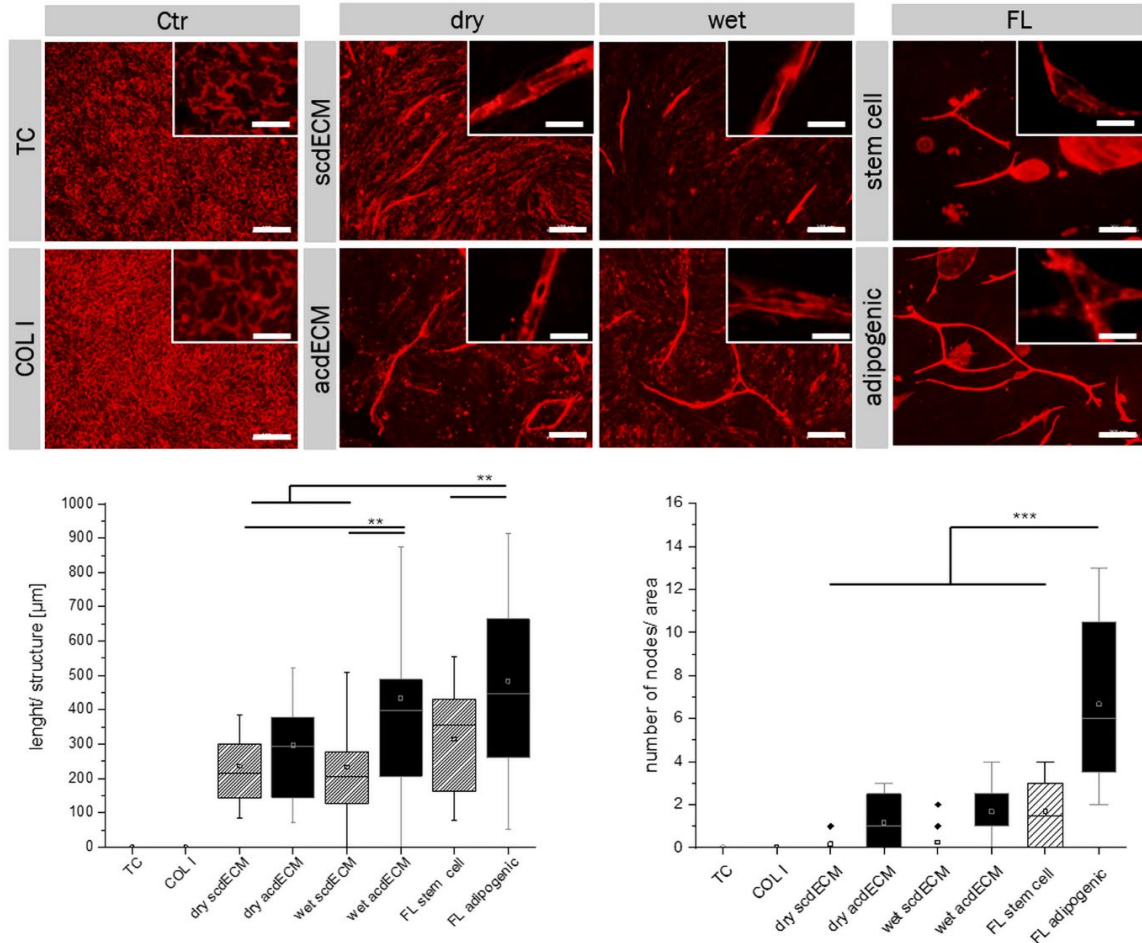 Ctr
dry
wet
FL
TC
scdECM
stem cell
COL I
acdECM
adipogenic
lenght/ structure [µm]
1000
900
800
700
600
500
400
300
200
100
0
**
**
TC
COL I
dry scdECM
dry acdECM
wet scdECM
wet acdECM
FL stem cell
FL adipogenic
number of nodes/ area
16
14
12
10
8
6
4
2
0
***
TC
COL I
dry scdECM
dry acdECM
wet scdECM
wet acdECM
FL stem cell
FL adipogenic